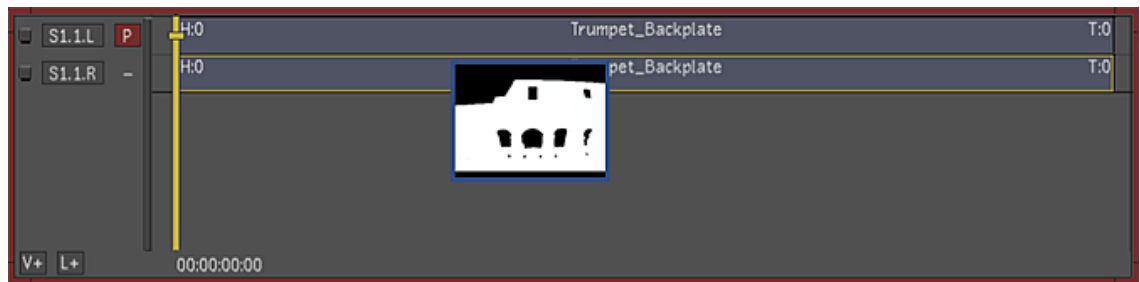 S1.1.L P H:0 Trumpet_Backplate T:0
S1.1.R - H:0 pet_Backplate T:0
V+ L+ 00:00:00:00